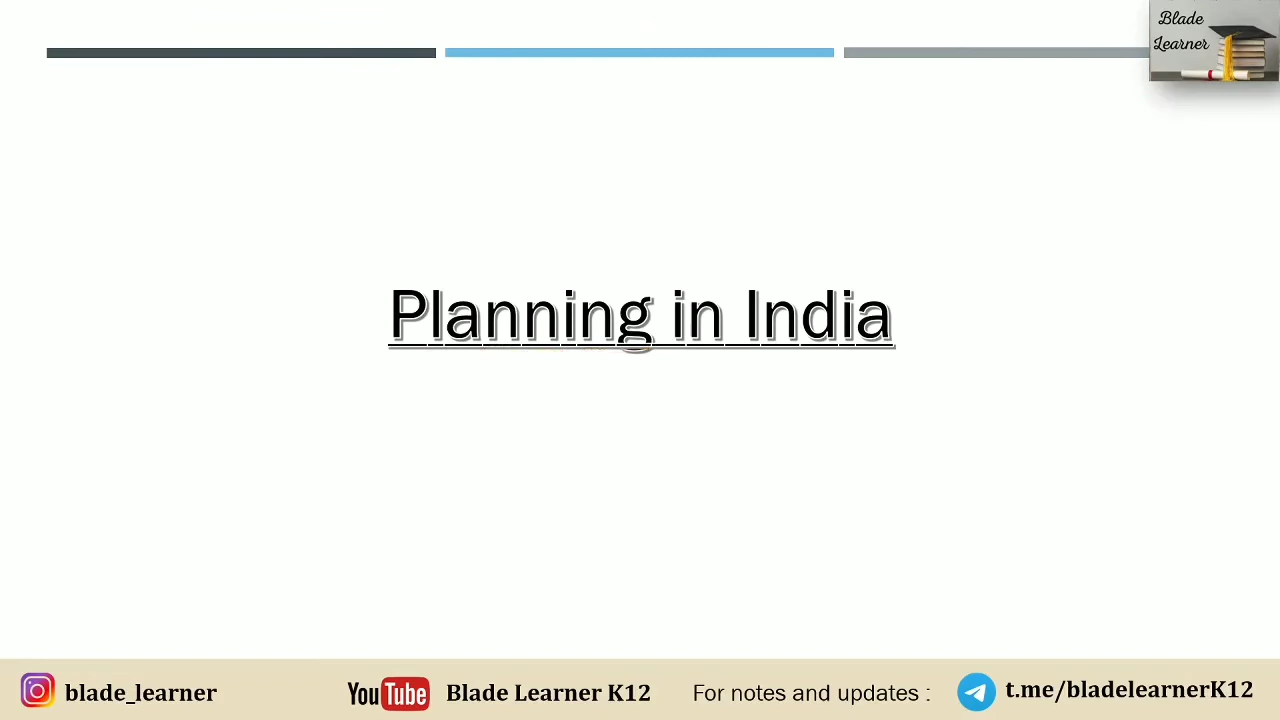 Blade
Learner
Planning in India
blade_learner
YouTube Blade Learner K12
For notes and updates :
t.me/bladelearnerK12